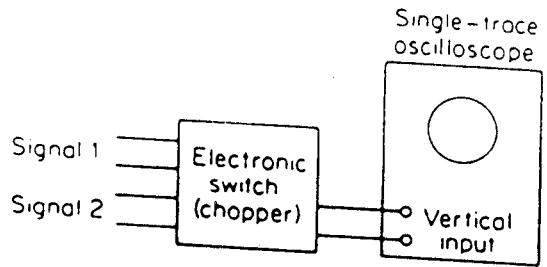 Single-trace
oscilloscope
Signal 1
Signal 2
Electronic
switch
(chopper)
Vertical
input